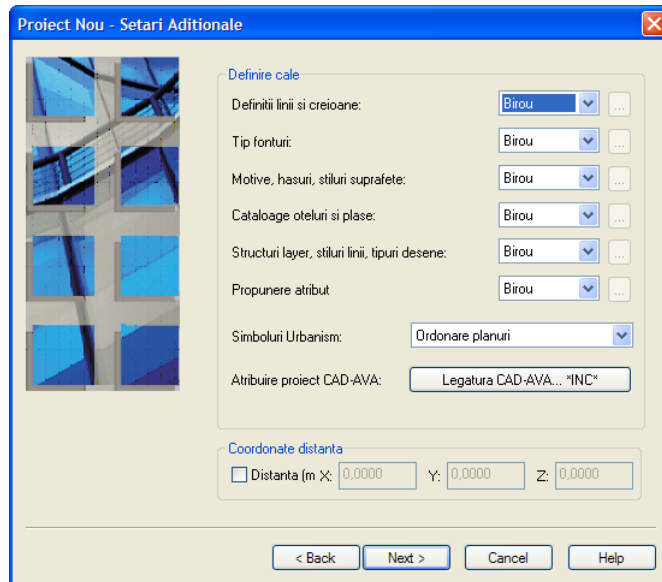 Proiect Nou - Setari Aditionale
Definire cale
Definitii linii si creioane: Birou ...
Tip fonturi: Birou ...
Motive, hasuri, stiluri suprafete: Birou ...
Cataloage oteluri si plase: Birou ...
Structuri layer, stiluri linii, tipuri desene: Birou ...
Propunere atribut Birou ...
Simboluri Urbanism: Ordonare planuri
Atribuire proiect CAD-AVA: Legatura CAD-AVA... *INC*
Coordonate distanta
Distanta (m X: 0,0000 Y: 0,0000 Z: 0,0000
< Back Next > Cancel Help